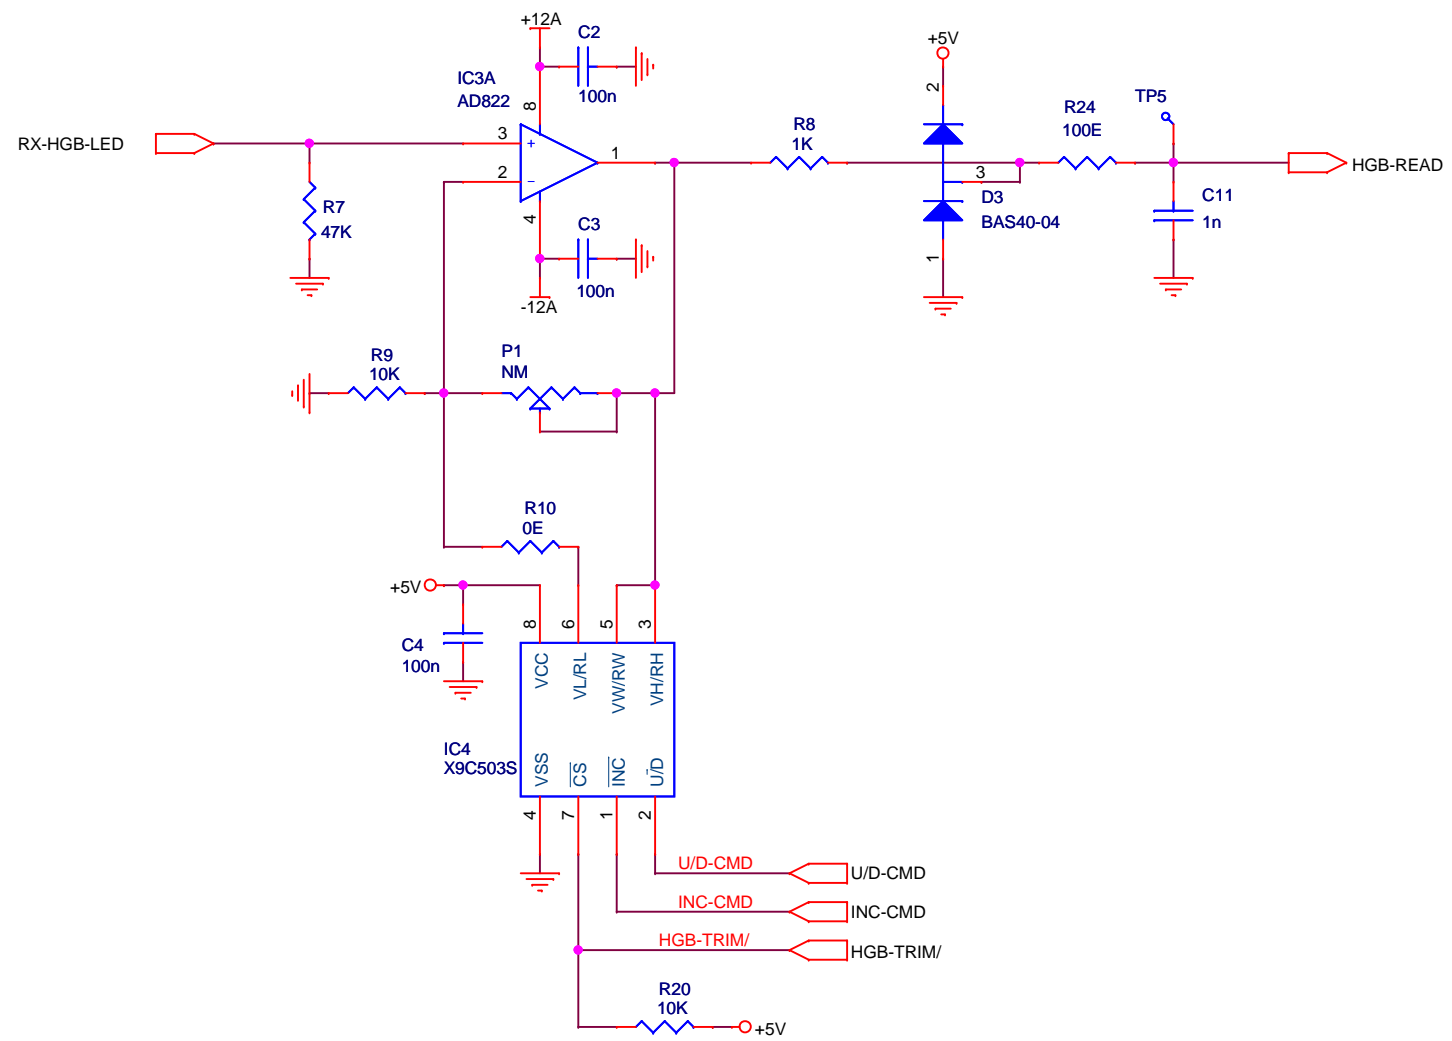 +12A
C2
100n
IC3A
AD822
8
RX-HGB-LED
3
+
2
−
1
4
R7
47K
C3
100n
-12A
R8
1K
+5V
2
3
D3
BAS40-04
1
R24
100E
TP5
C11
1n
HGB-READ
R9
10K
P1
NM
R10
0E
+5V
C4
100n
8
6
5
3
VCC
VL/RL
VW/RW
VH/RH
IC4
X9C503S
VSS
CS
INC
U/D
4
7
1
2
U/D-CMD
U/D-CMD
INC-CMD
INC-CMD
HGB-TRIM/
HGB-TRIM/
R20
10K
+5V